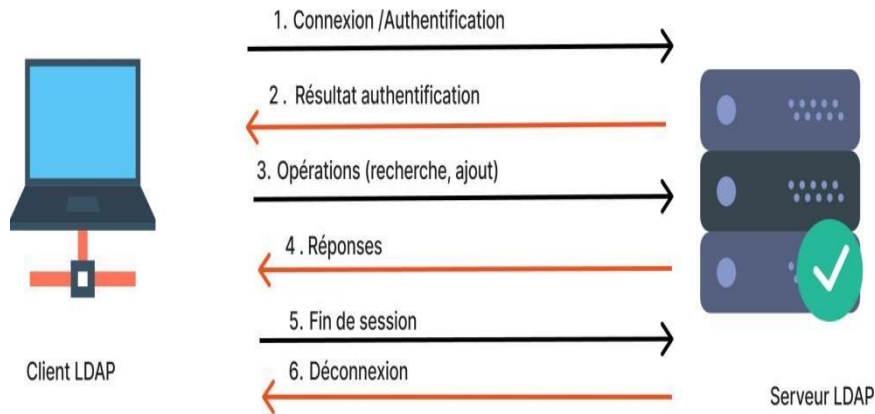 1. Connexion /Authentification
2 . Résultat authentification
3. Opérations (recherche, ajout)
4 . Réponses
5. Fin de session
6. Déconnexion
Client LDAP
Serveur LDAP